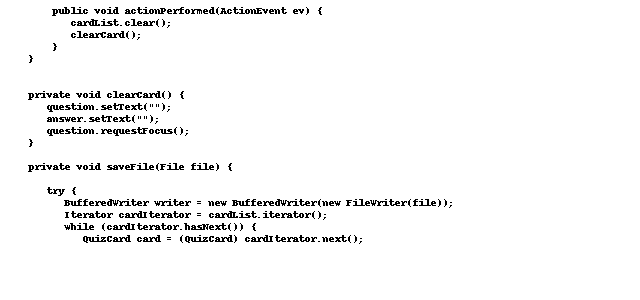 public void actionPerformed(ActionEvent ev) {
cardList.clear();
clearCard();
}
}
private void clearCard() {
question.setText("");
answer.setText("");
question.requestFocus();
}
private void saveFile(File file) {
try {
BufferedWriter writer = new BufferedWriter(new FileWriter(file));
Iterator cardIterator = cardList.iterator();
while (cardIterator.hasNext()) {
QuizCard card = (QuizCard) cardIterator.next();